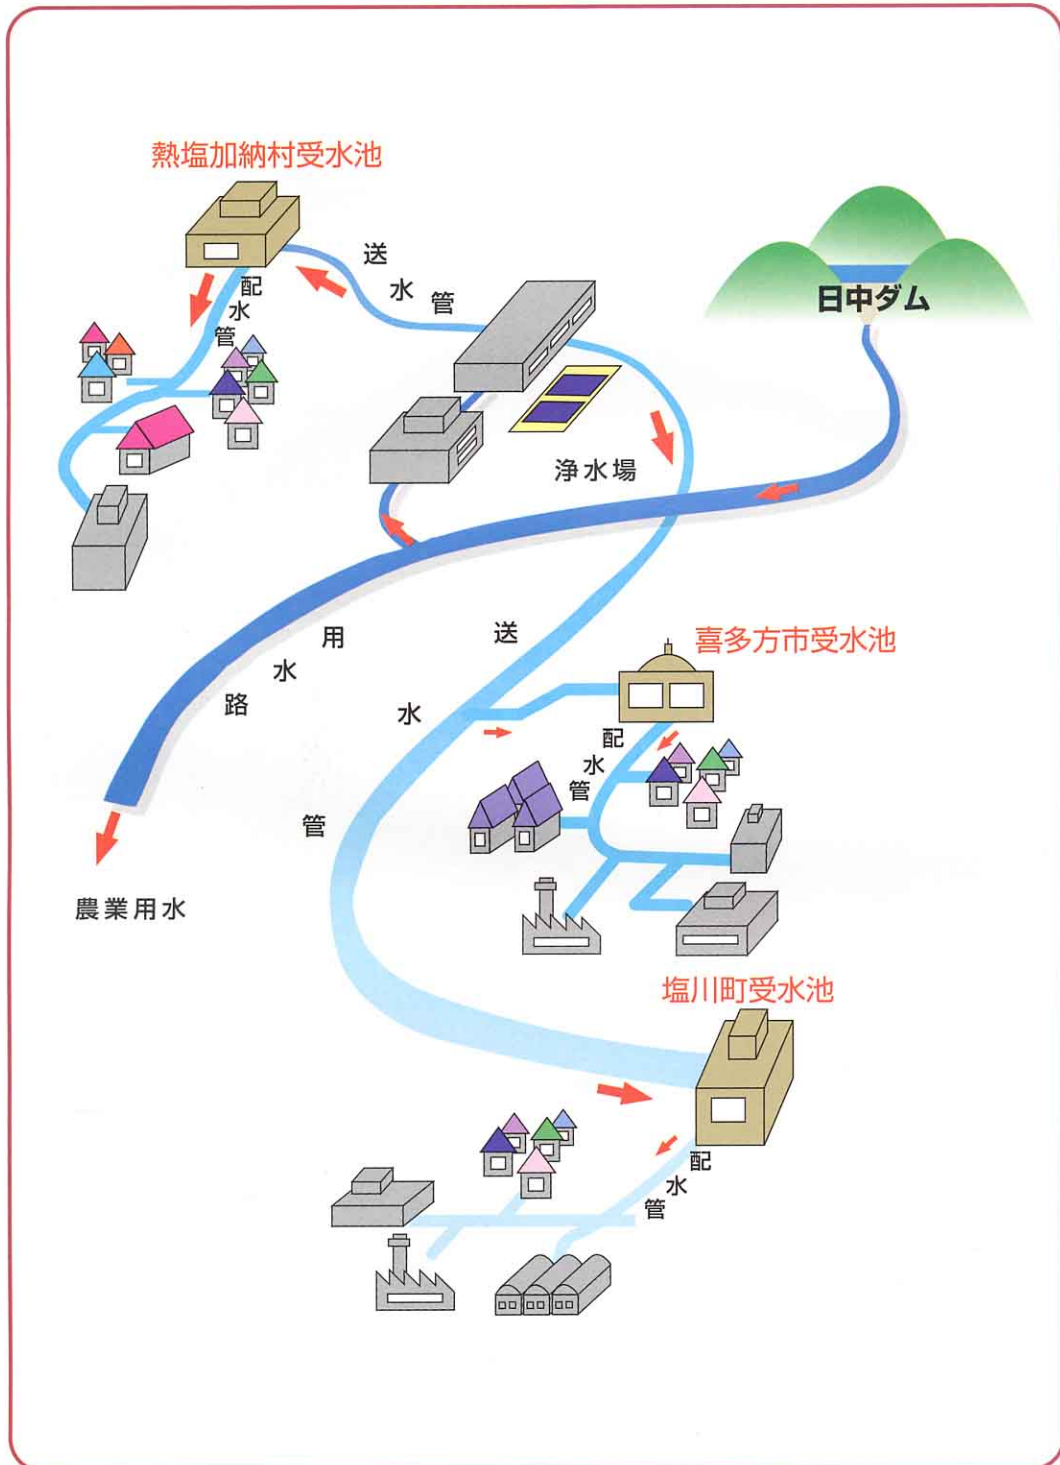 熱塩加納村受水池
送水管
配水管
日中ダム
浄水場
用水路
送水管
喜多方市受水池
配水管
農業用水
塩川町受水池
配水管